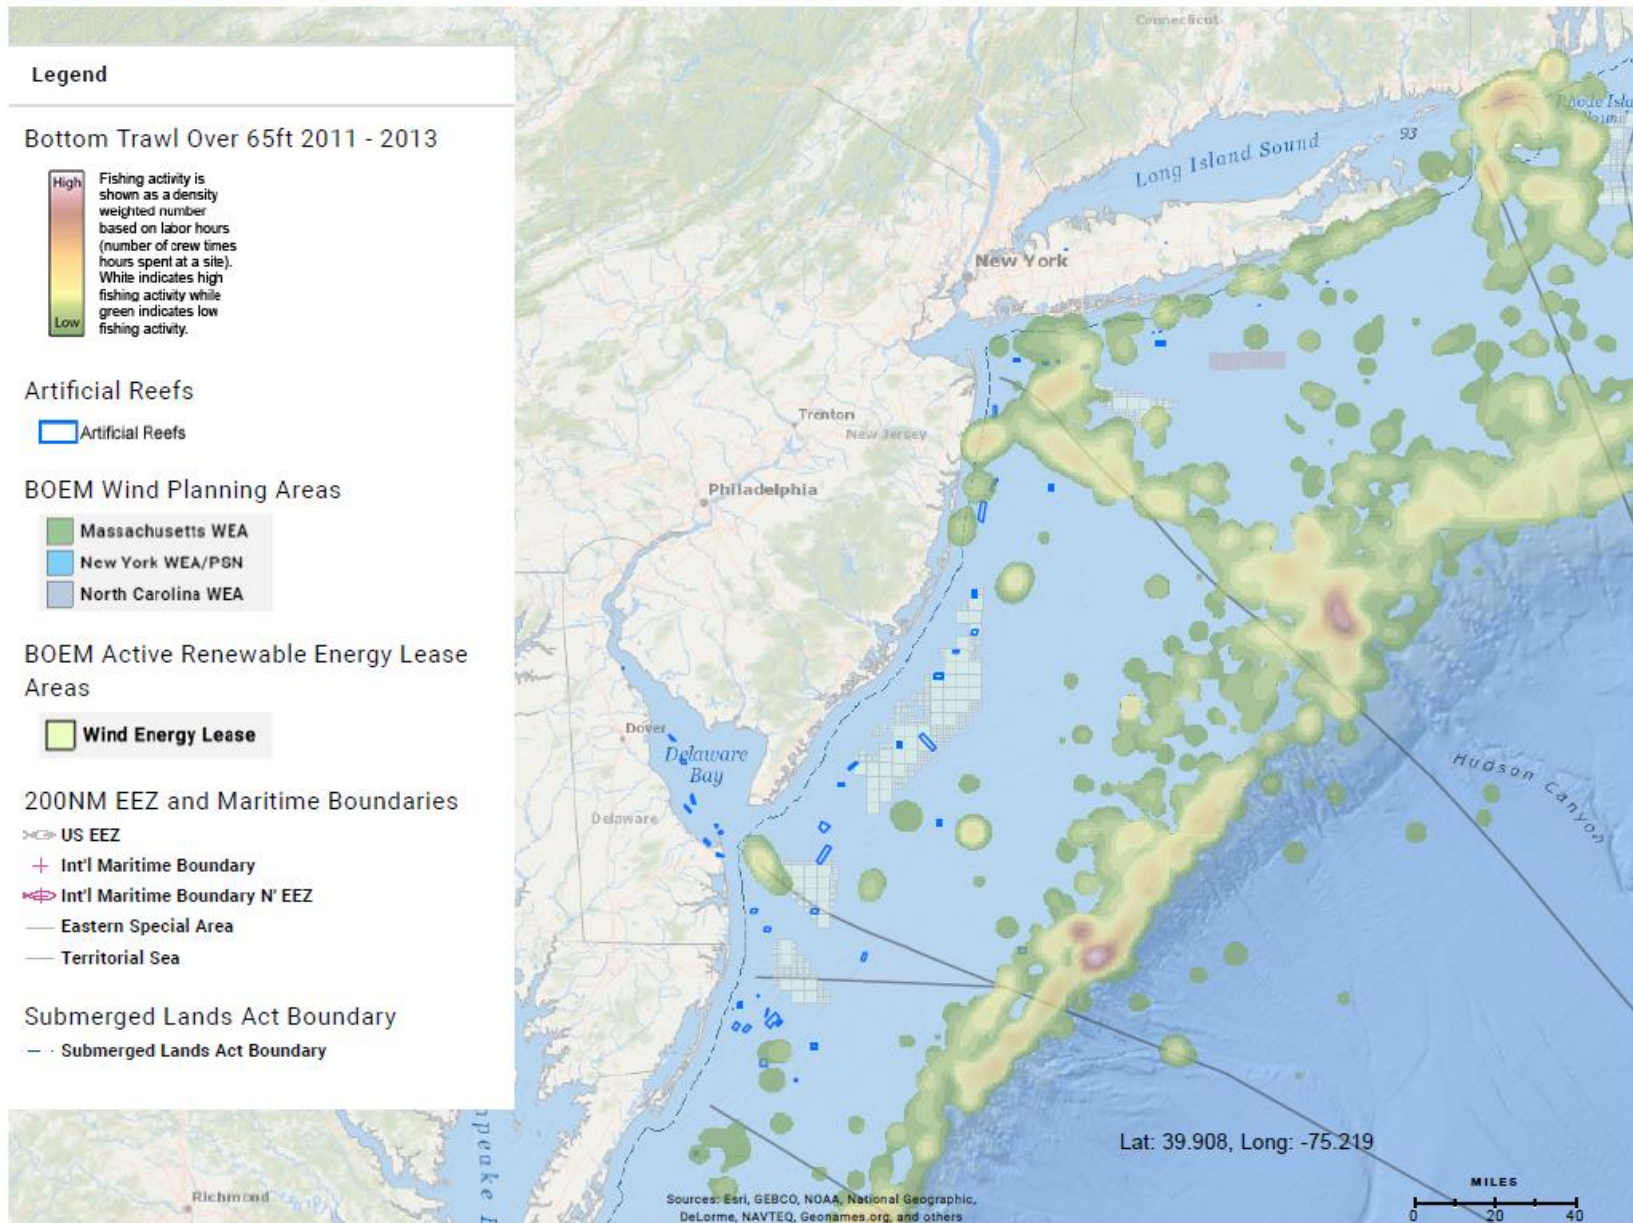 Legend
Bottom Trawl Over 65ft 2011 - 2013
High
Low
Fishing activity is
shown as a density
weighted number
based on labor hours
(number of crew times
hours spent at a site).
White indicates high
fishing activity while
green indicates low
fishing activity.
Artificial Reefs
Artificial Reefs
BOEM Wind Planning Areas
Massachusetts WEA
New York WEA/PSN
North Carolina WEA
BOEM Active Renewable Energy Lease
Areas
Wind Energy Lease
200NM EEZ and Maritime Boundaries
US EEZ
Int'l Maritime Boundary
Int'l Maritime Boundary N' EEZ
Eastern Special Area
Territorial Sea
Submerged Lands Act Boundary
Submerged Lands Act Boundary
Connecticut
Rhode Isla
Sound
93
Long Island Sound
New York
Trenton
New Jersey
Philadelphia
Dover
Delaware
Bay
Delaware
Hudson Canyon
Lat: 39.908, Long: -75.219
Richmond
Sources: Esri, GEBCO, NOAA, National Geographic,
DeLorme, NAVTEQ, Geonames.org, and others
MILES
0 20 40